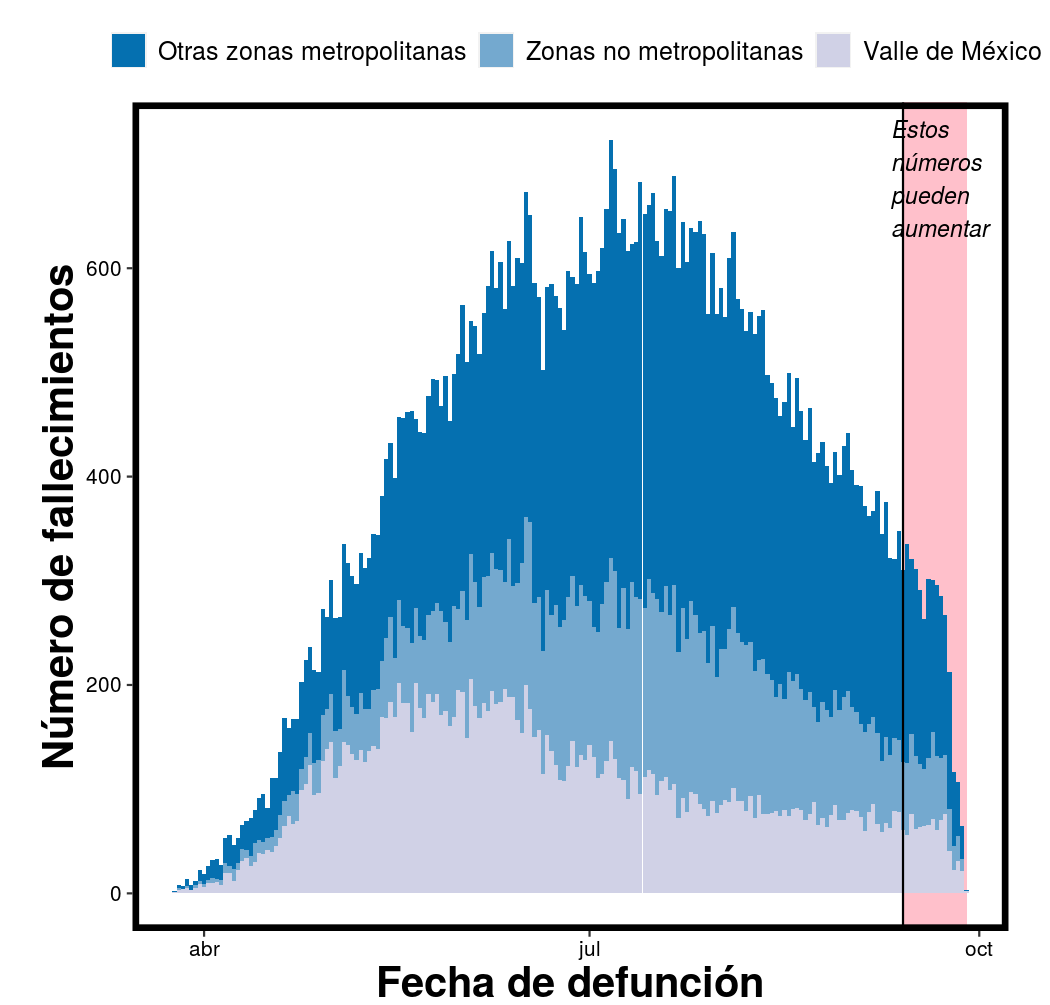 Otras zonas metropolitanas Zonas no metropolitanas Valle de México
Estos
números
pueden
aumentar
600
400
200
0
Número de fallecimientos
abr jul oct
Fecha de defunción